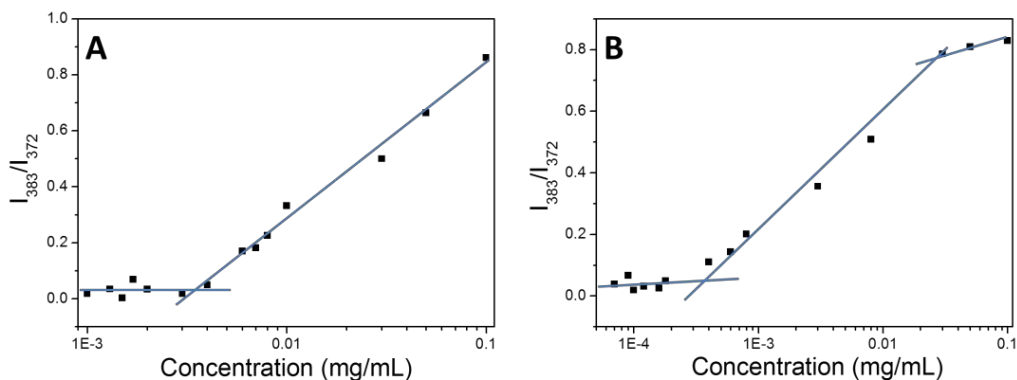 A
I383/I372
1.0
0.8
0.6
0.4
0.2
0.0
1E-3 0.01 0.1
Concentration (mg/mL)
B
I383/I372
0.8
0.6
0.4
0.2
0.0
1E-4 1E-3 0.01 0.1
Concentration (mg/mL)